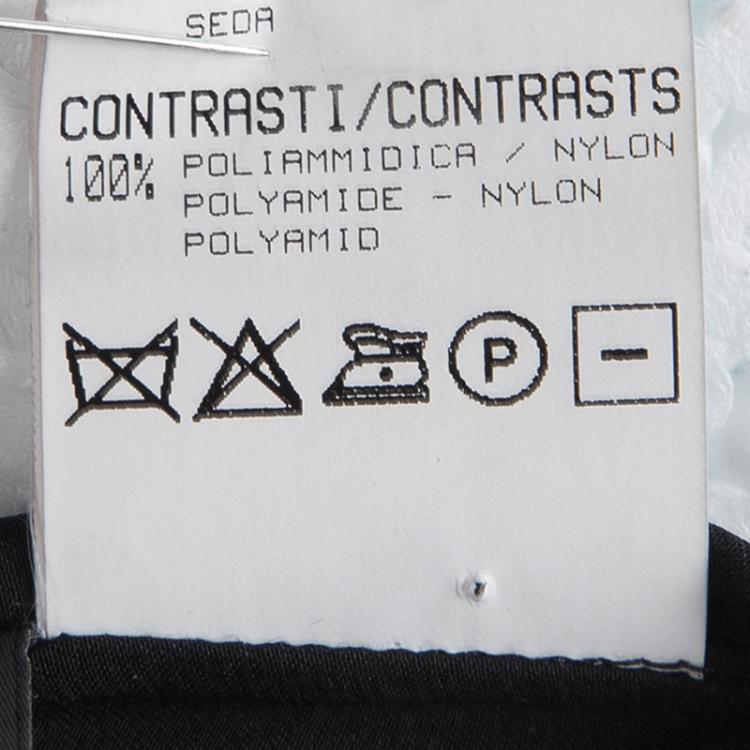 SEDA
CONTRASTI/CONTRASTS
100% POLIAMMIDICA / NYLON
POLYAMIDE - NYLON
POLYAMID
P